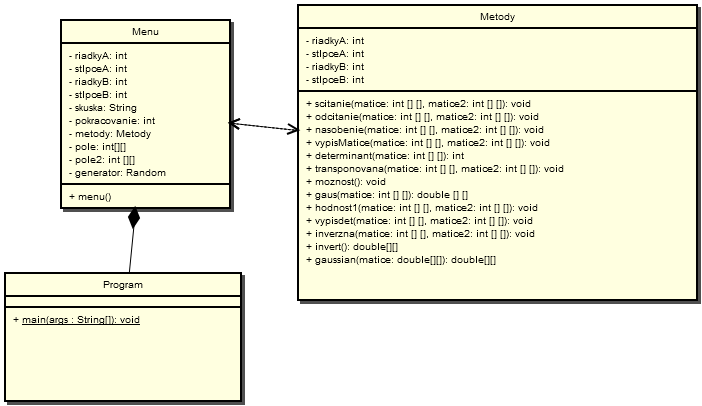 Menu
- riadkyA: int
- stlpceA: int
- riadkyB: int
- stlpceB: int
- skuska: String
- pokracovanie: int
- metody: Metody
- pole: int[][]
- pole2: int [][]
- generator: Random
+ menu()
Metody
- riadkyA: int
- stlpceA: int
- riadkyB: int
- stlpceB: int
+ scitanie(matice: int [] [], matice2: int [] []): void
+ odcitanie(matice: int [] [], matice2: int [] []): void
+ nasobenie(matice: int [] [], matice2: int [] []): void
+ vypisMatice(matice: int [] [], matice2: int [] []): void
+ determinant(matice: int [] []): int
+ transponovana(matice: int [] [], matice2: int [] []): void
+ moznost(): void
+ gaus(matice: int [] []): double [] []
+ hodnost1(matice: int [] [], matice2: int [] []): void
+ vypisdet(matice: int [] [], matice2: int [] []): void
+ inverzna(matice: int [] [], matice2: int [] []): void
+ invert(): double[][]
+ gaussian(matice: double[][]): double[][]
Program
+ main(args : String[]): void